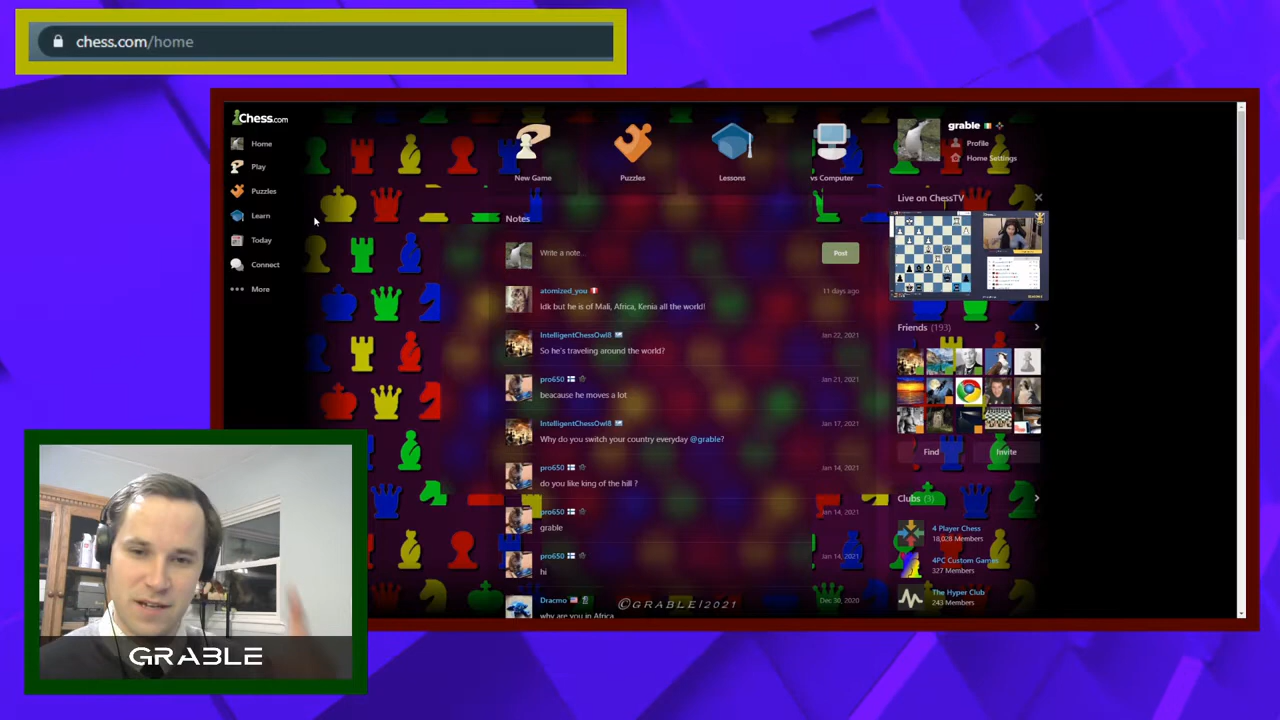 chess.com/home
Chess.com
Home
Play
Puzzles
Learn
Today
Connect
More
New Game
Puzzles
Lessons
vs Computer
grable
Profile
Home Settings
Notes
Write a note...
Post
atomized_you
11 days ago
Idk but he is of Mali, Africa, Kenia all the world!
IntelligentChessOwl8
Jan 22, 2021
So he's traveling around the world?
pro650
Jan 21, 2021
beacause he moves a lot
IntelligentChessOwl8
Jan 17, 2021
Why do you switch your country everyday @grable?
pro650
Jan 14, 2021
do you like king of the hill ?
pro650
Jan 14, 2021
grable
pro650
Jan 14, 2021
hi
Dracmo
Dec 30, 2020
why are you in Africa
Live on ChessTV
Friends (193)
Find
Invite
Clubs (3)
4 Player Chess
18,028 Members
4PC Custom Games
327 Members
The Hyper Club
243 Members
©GRABLE|2021
GRABLE